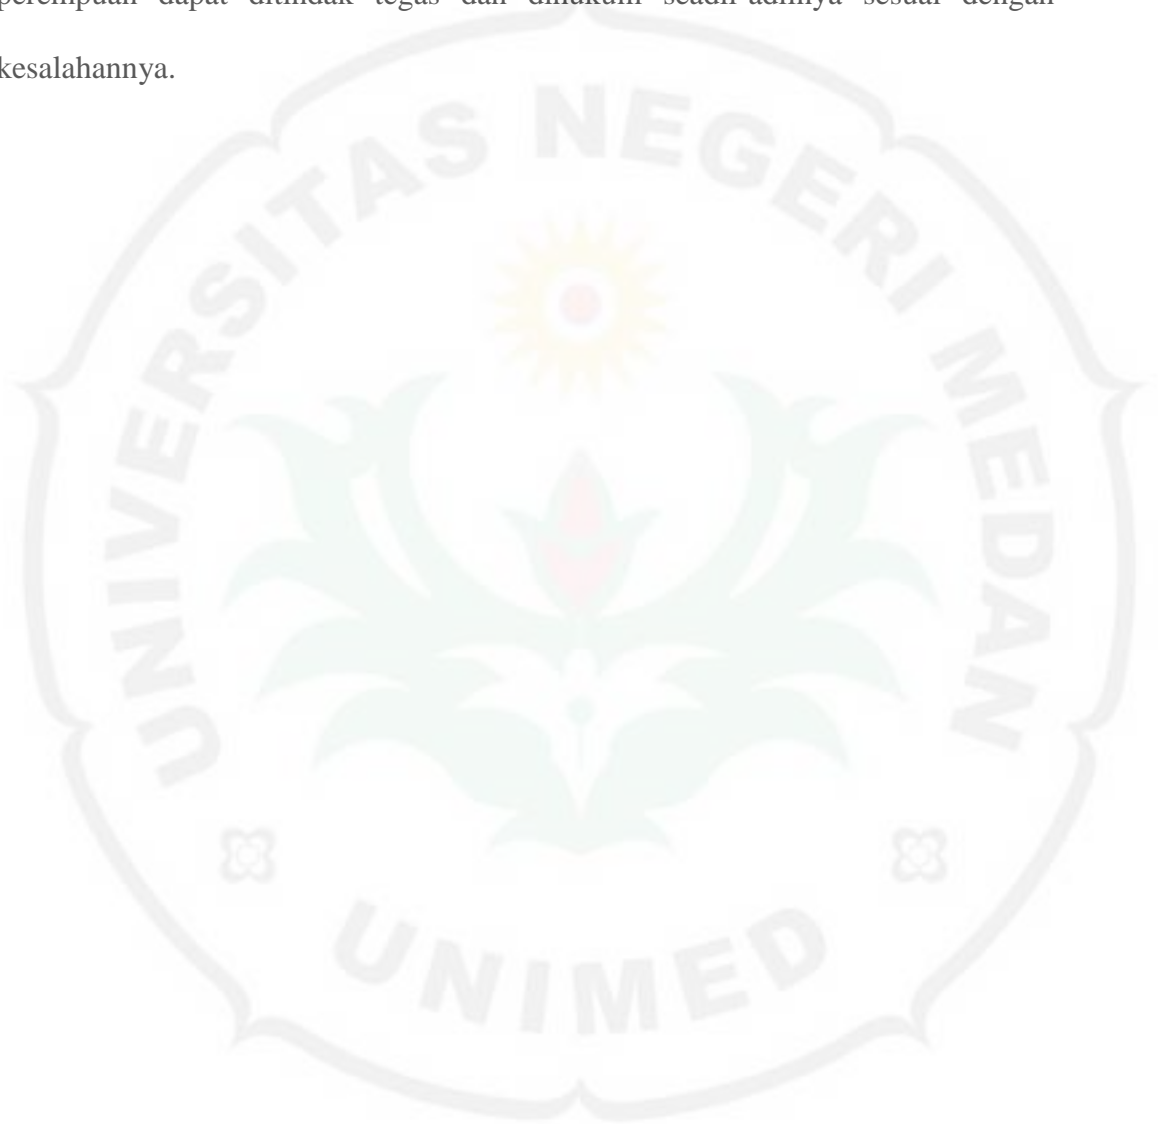 perempuan dapat ditindak tegas dan dihukum seadil-adilnya sesuai dengan
kesalahannya.
UNIVERSITAS NEGERI MEDAN
UNIMED